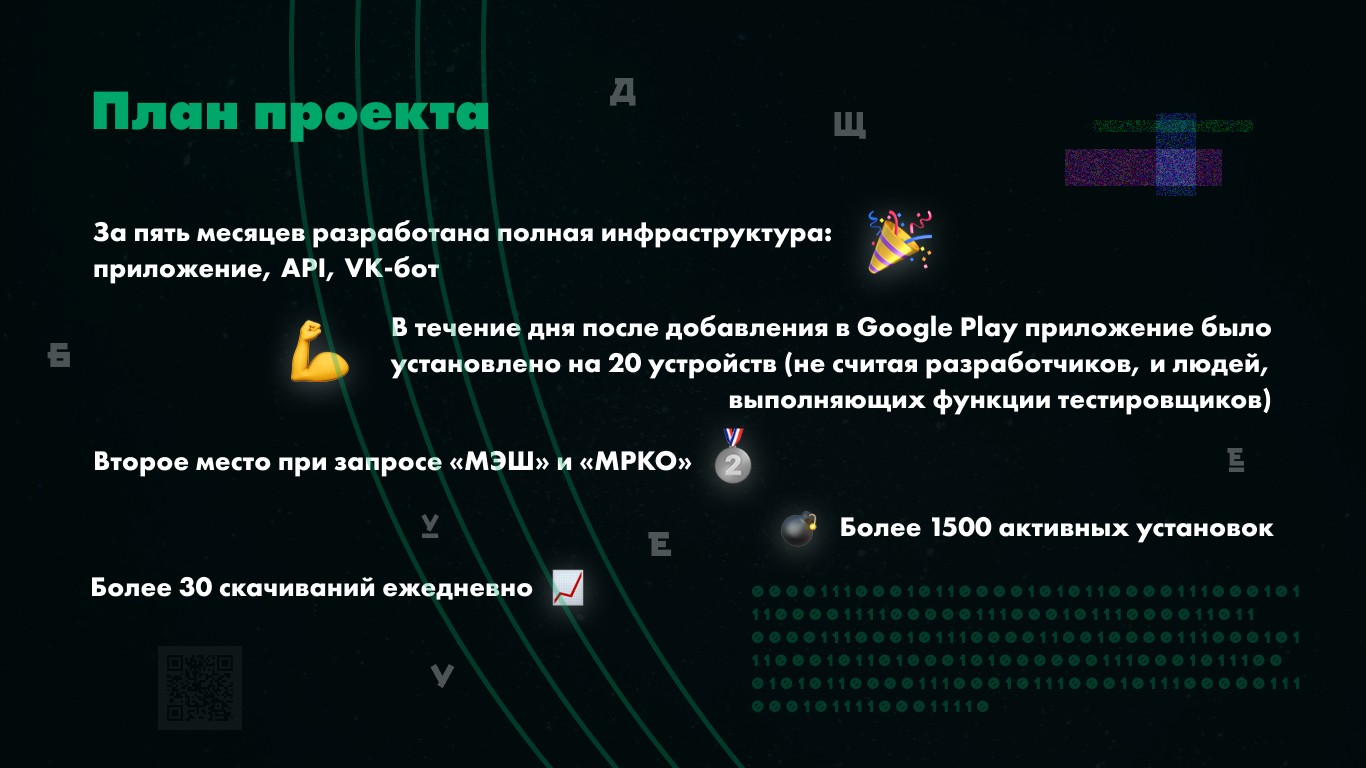 План проекта
Д
Щ
За пять месяцев разработана полная инфраструктура:
приложение, API, VK-бот
В течение дня после добавления в Google Play приложение было
установлено на 20 устройств (не считая разработчиков, и людей,
выполняющих функции тестировщиков)
Б
Второе место при запросе «МЭШ» и «МРКО»
2
Е
У
Более 1500 активных установок
Е
Более 30 скачиваний ежедневно
У